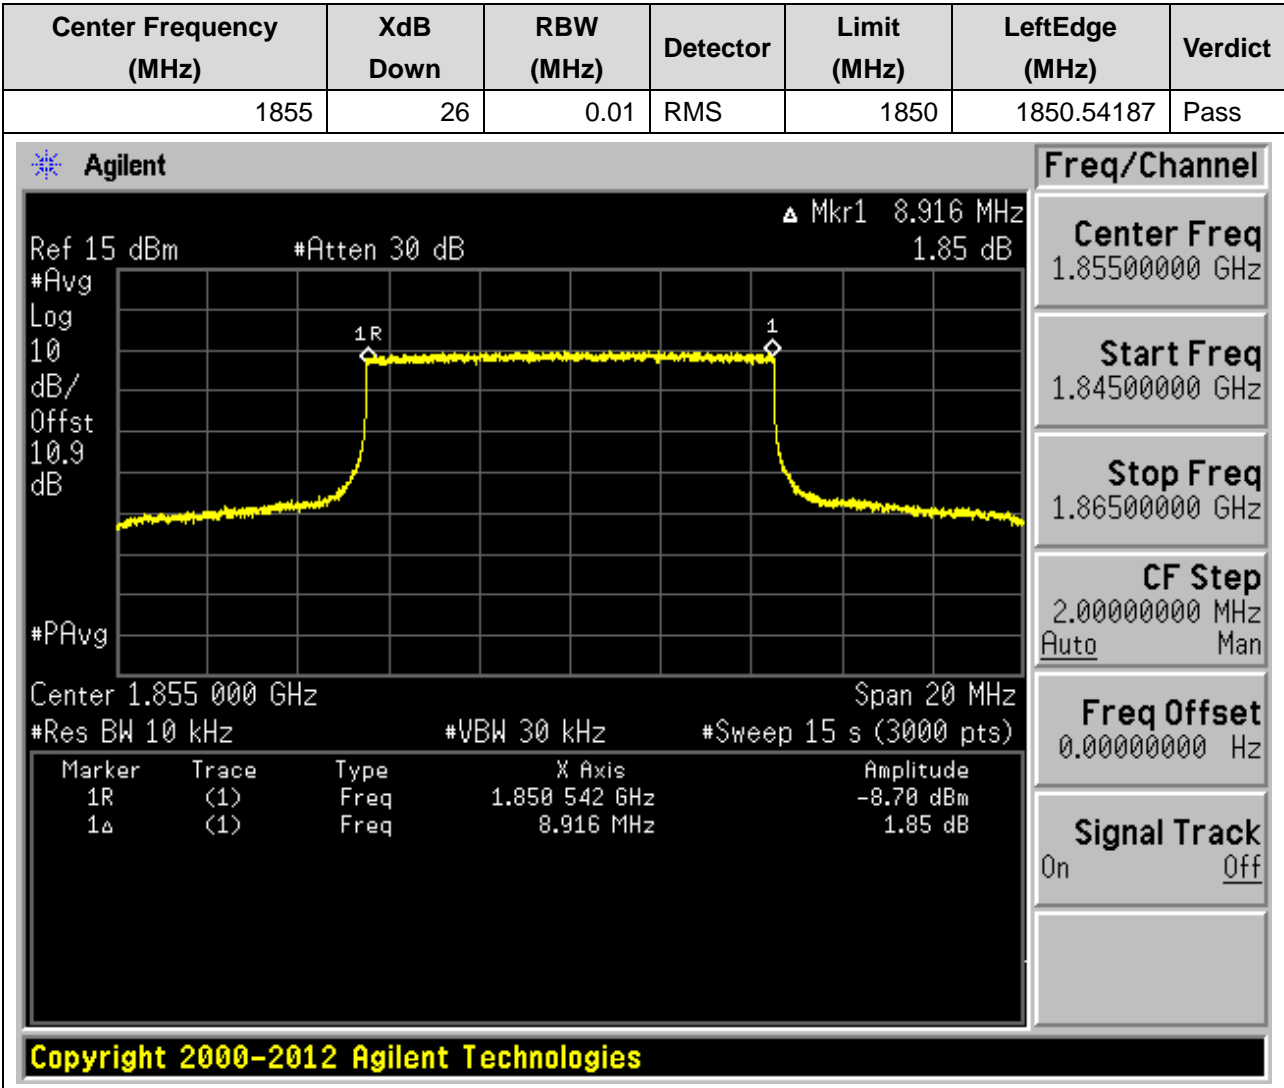 Center Frequency (MHz) XdB Down RBW (MHz) Detector Limit (MHz) LeftEdge (MHz) Verdict
1855 26 0.01 RMS 1850 1850.54187 Pass
Agilent
Freq/Channel
Δ Mkr1 8.916 MHz
Ref 15 dBm #Atten 30 dB 1.85 dB
#Avg
Log
10
dB/
Offst
10.9
dB
#PAvg
1R
1
Center 1.855 000 GHz Span 20 MHz
#Res BW 10 kHz #VBW 30 kHz #Sweep 15 s (3000 pts)
Marker Trace Type X Axis Amplitude
1R (1) Freq 1.850 542 GHz -8.70 dBm
1Δ (1) Freq 8.916 MHz 1.85 dB
Center Freq
1.85500000 GHz
Start Freq
1.84500000 GHz
Stop Freq
1.86500000 GHz
CF Step
2.00000000 MHz
Auto Man
Freq Offset
0.00000000 Hz
Signal Track
On Off
Copyright 2000-2012 Agilent Technologies